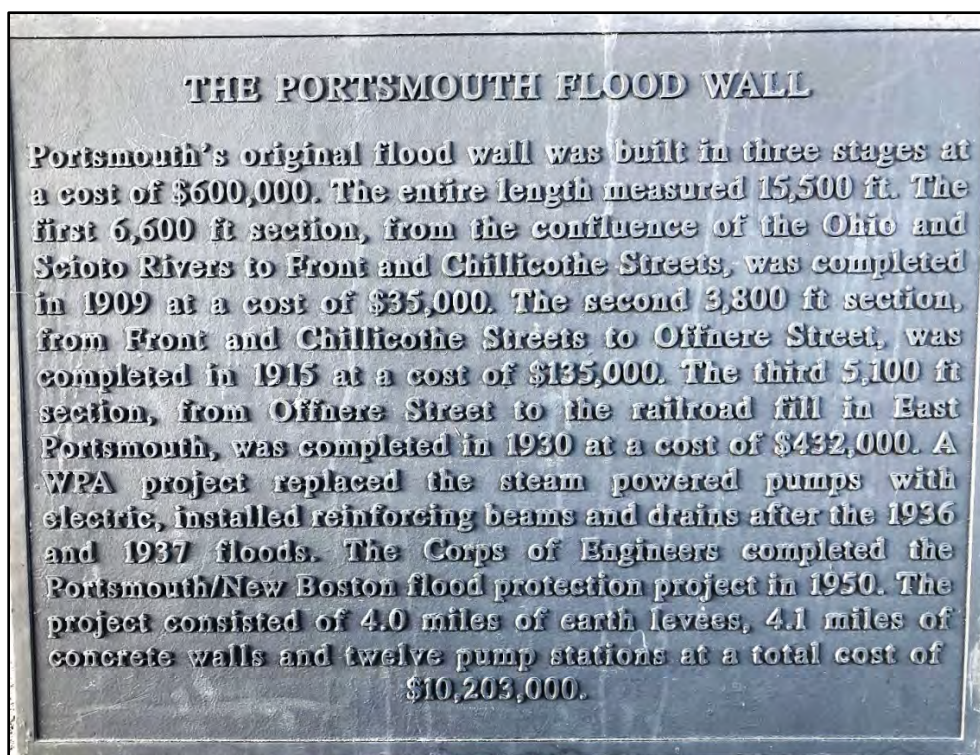 THE PORTSMOUTH FLOOD WALL
Portsmouth's original flood wall was built in three stages at
a cost of $600,000. The entire length measured 15,500 ft. The
first 6,600 ft section, from the confluence of the Ohio and
Scioto Rivers to Front and Chillicothe Streets, was completed
in 1909 at a cost of $35,000. The second 3,800 ft section,
from Front and Chillicothe Streets to Offnere Street, was
completed in 1915 at a cost of $135,000. The third 5,100 ft
section, from Offnere Street to the railroad fill in East
Portsmouth, was completed in 1930 at a cost of $432,000. A
WPA project replaced the steam powered pumps with
electric, installed reinforcing beams and drains after the 1936
and 1937 floods. The Corps of Engineers completed the
Portsmouth/New Boston flood protection project in 1950. The
project consisted of 4.0 miles of earth levees, 4.1 miles of
concrete walls and twelve pump stations at a total cost of
$10,203,000.